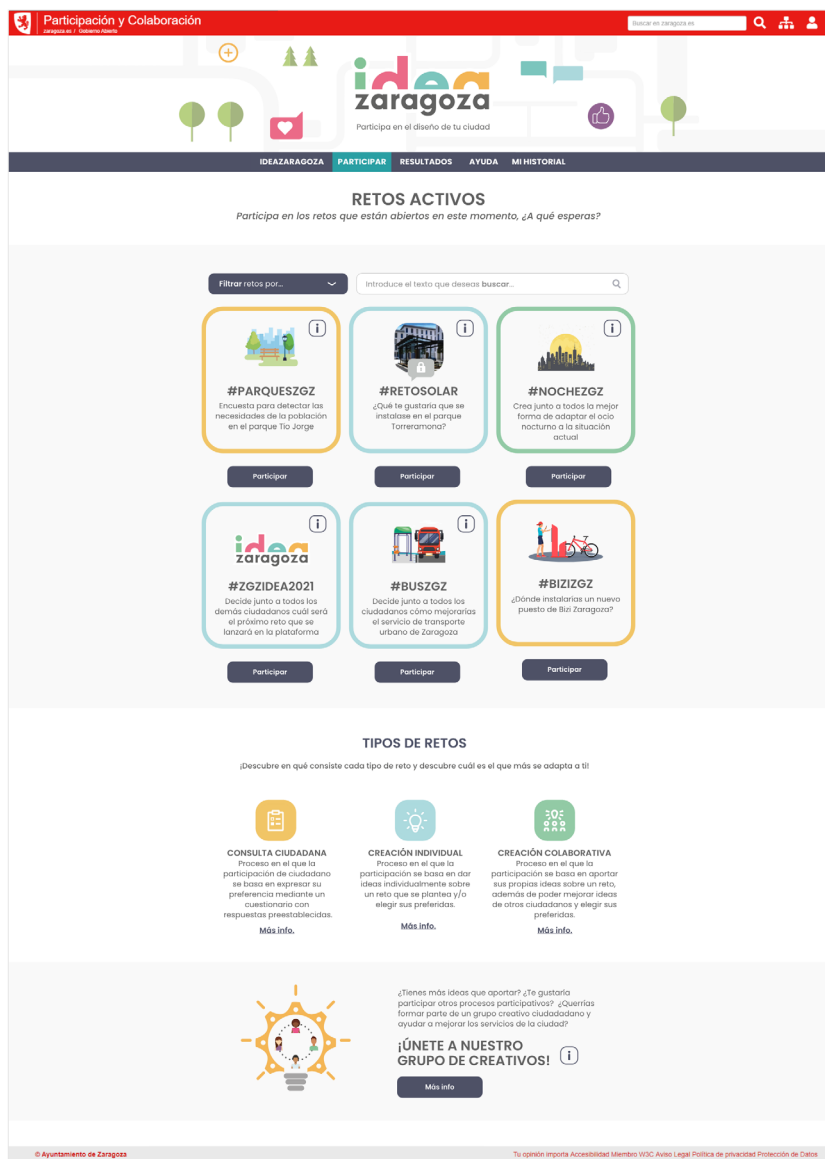 Participación y Colaboración
zaragoza.es / Gobierno Abierto
Buscar en zaragoza.es
idea
zaragoza
Participa en el diseño de tu ciudad
IDEAZARAGOZA PARTICIPAR RESULTADOS AYUDA MI HISTORIAL
RETOS ACTIVOS
Participa en los retos que están abiertos en este momento, ¿A qué esperas?
Filtrar retos por...
Introduce el texto que deseas buscar...
#PARQUESZGZ
Encuesta para detectar las
necesidades de la población
en el parque Tio Jorge
Participar
#RETOSOLAR
¿Qué te gustaría que se
instalase en el parque
Torreramona?
Participar
#NOCHEZGZ
Crea junto a todos la mejor
forma de adaptar el ocio
nocturno a la situación
actual
Participar
idea
zaragoza
#ZGZIDEA2021
Decide junto a todos los
demás ciudadanos cuál será
el próximo reto que se
lanzará en la plataforma
Participar
#BUSZGZ
Decide junto a todos los
ciudadanos cómo mejorarías
el servicio de transporte
urbano de Zaragoza
Participar
#BIZIZGZ
¿Dónde instalarías un nuevo
puesto de Bizi Zaragoza?
Participar
TIPOS DE RETOS
¡Descubre en qué consiste cada tipo de reto y descubre cuál es el que más se adapta a ti!
CONSULTA CIUDADANA
Proceso en el que la
participación de ciudadano
se basa en expresar su
preferencia mediante un
cuestionario con
respuestas preestablecidas.
Más info.
CREACIÓN INDIVIDUAL
Proceso en el que la
participación se basa en dar
ideas individualmente sobre
un reto que se plantea y/o
elegir sus preferidas.
Más info.
CREACIÓN COLABORATIVA
Proceso en el que la
participación se basa en aportar
sus propias ideas sobre un reto,
además de poder mejorar ideas
de otros ciudadanos y elegir sus
preferidas.
Más info.
¿Tienes más ideas que aportar? ¿Te gustaría
participar otros procesos participativos? ¿Querrías
formar parte de un grupo creativo ciudadadano y
ayudar a mejorar los servicios de la ciudad?
¡ÚNETE A NUESTRO
GRUPO DE CREATIVOS!
Más info
© Ayuntamiento de Zaragoza
Tu opinión importa Accesibilidad Miembro W3C Aviso Legal Política de privacidad Protección de Datos